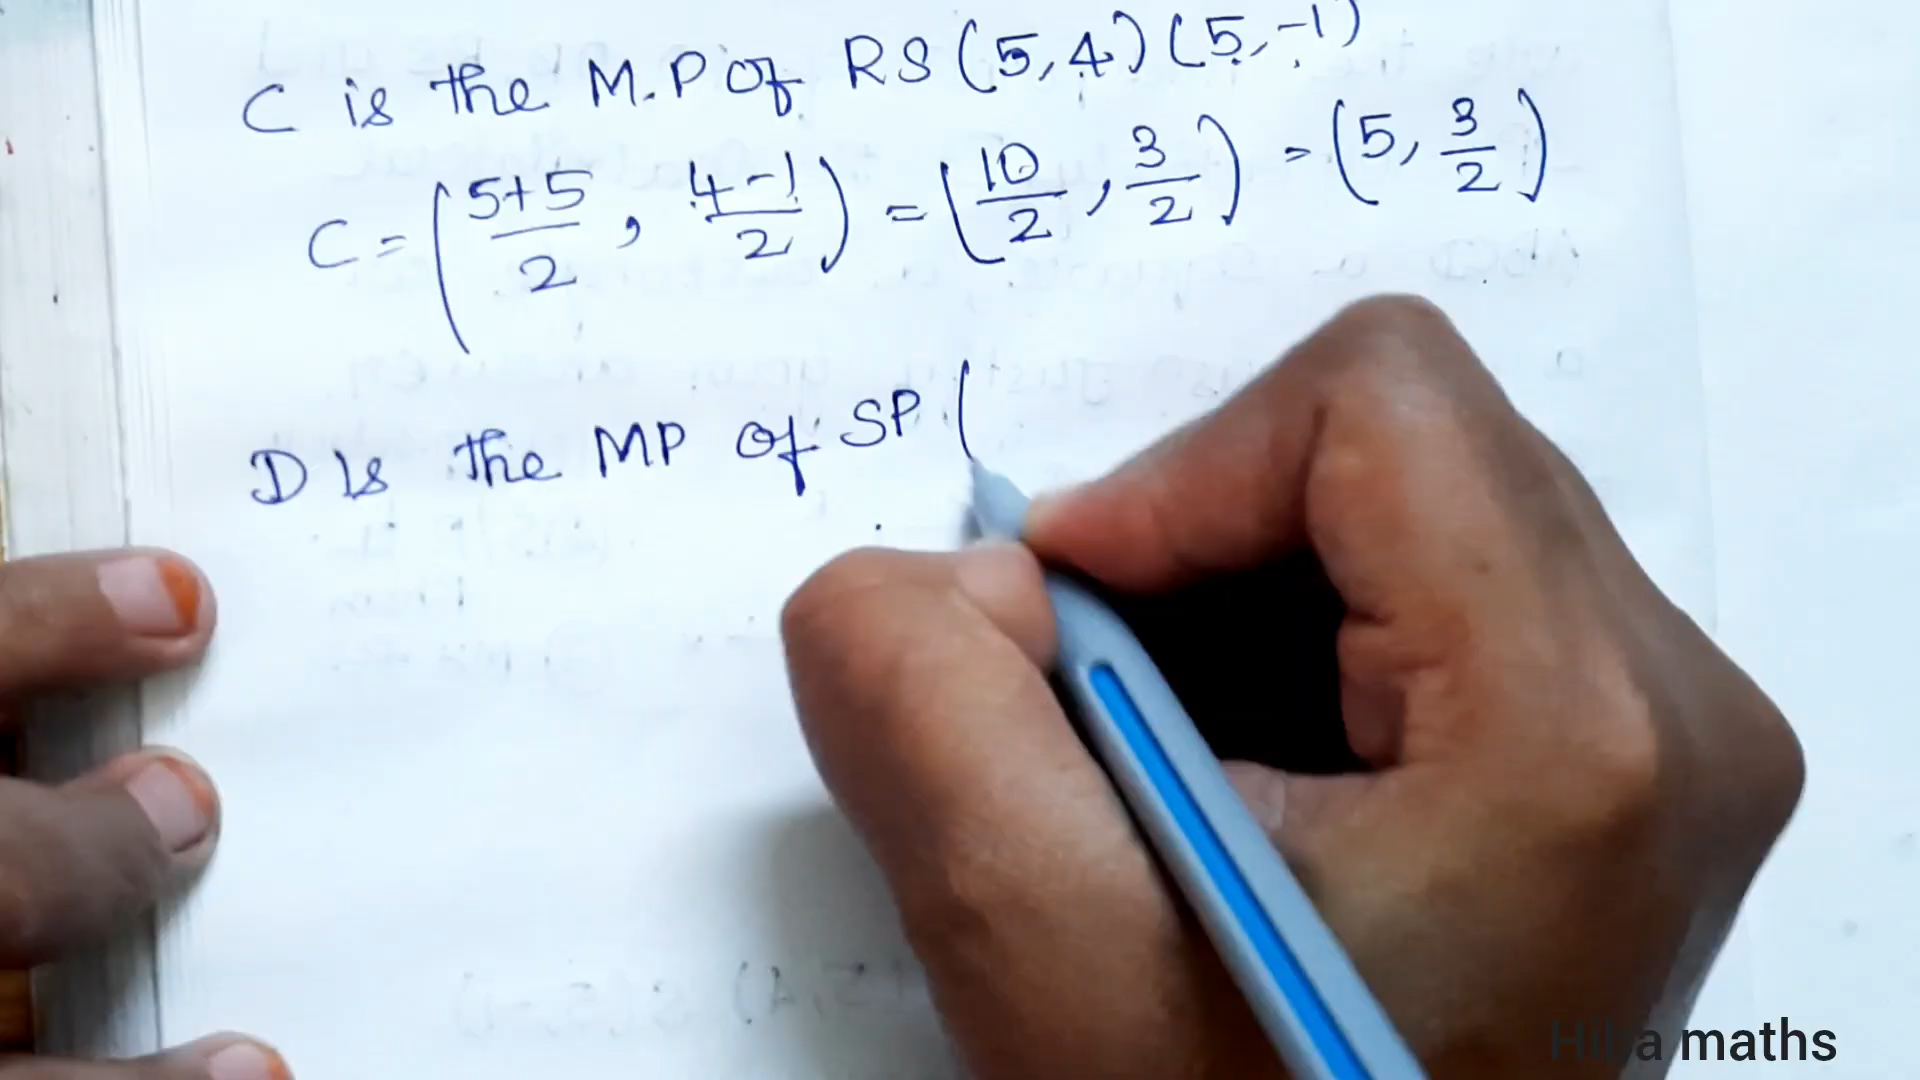 C is the M.P Of RS (5,4) (5,-1)
C = (5+5/2 , 4-1/2) = (10/2 , 3/2) = (5, 3/2)
D Is the MP of SP (
Hiba maths